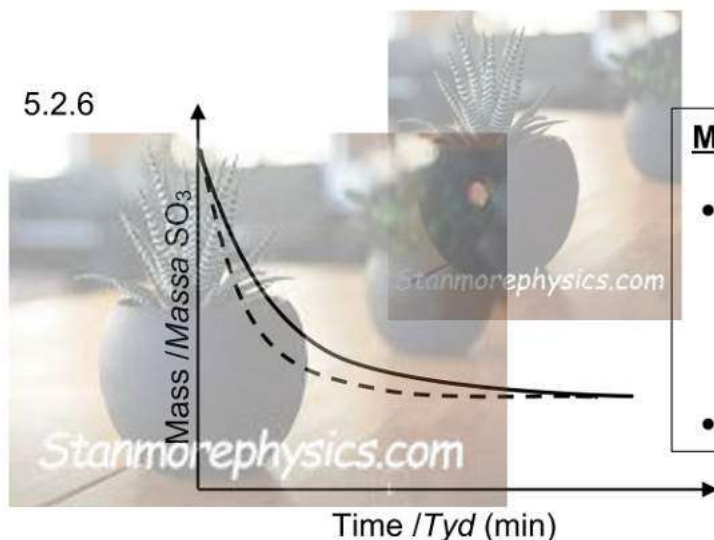 5.2.6
M
Mass /Massa SO₃
Stanmorephysics.com
Stanmorephysics.com
Time /Tyd (min)